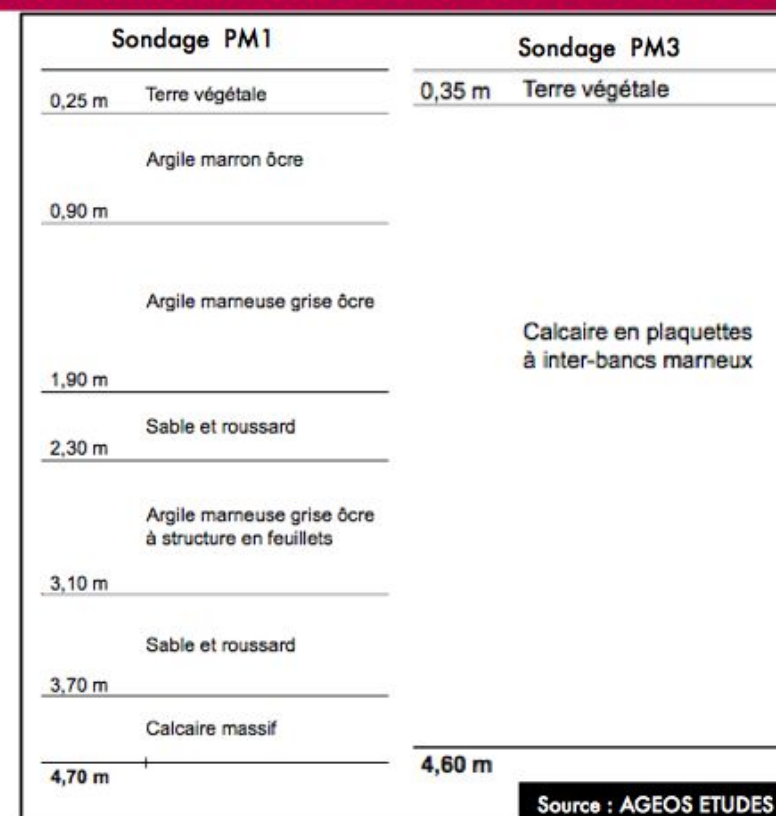 Sondage PM1
0,25 m Terre végétale
Argile marron ôcre
0,90 m
Argile marneuse grise ôcre
1,90 m
Sable et roussard
2,30 m
Argile marneuse grise ôcre
à structure en feuillets
3,10 m
Sable et roussard
3,70 m
Calcaire massif
4,70 m
Sondage PM3
0,35 m Terre végétale
Calcaire en plaquettes
à inter-bancs marneux
4,60 m
Source : AGEOS ETUDES